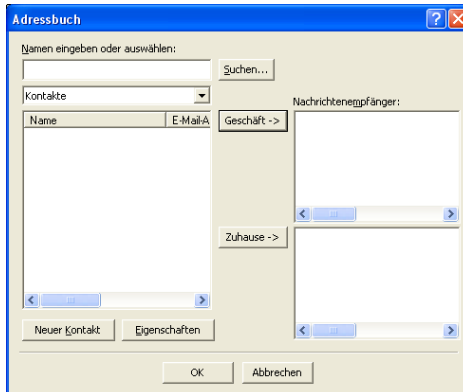 Adressbuch
Namen eingeben oder auswählen:
Suchen...
Kontakte
Nachrichtenempfänger:
Name E-Mail-A
Geschäft ->
Zuhause ->
Neuer Kontakt Eigenschaften
OK Abbrechen